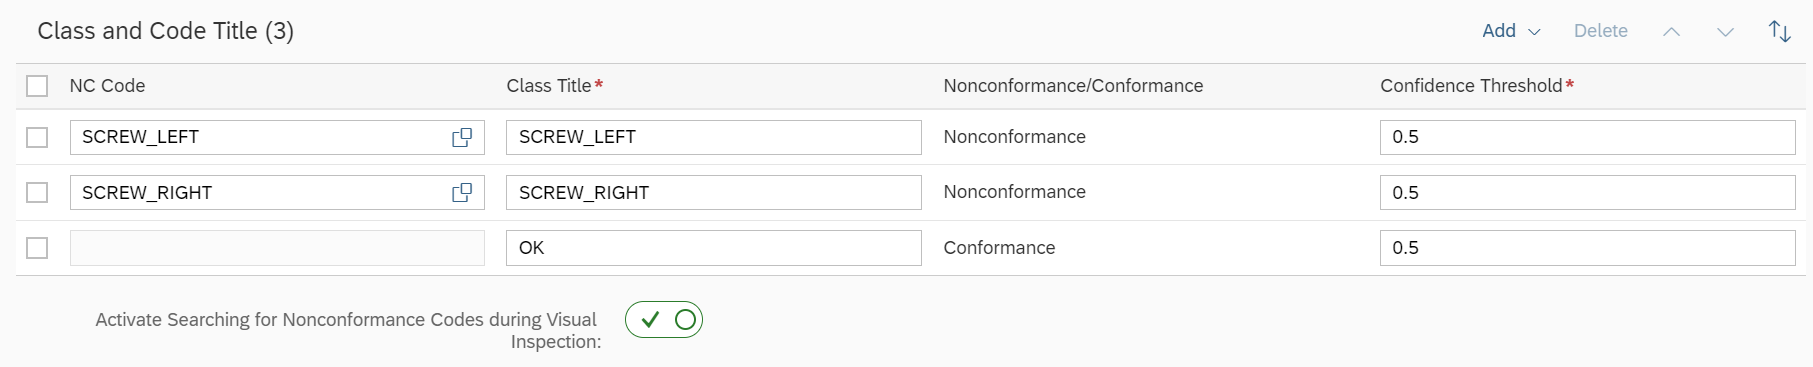 Class and Code Title (3)
Add
Delete
NC Code
Class Title*
Nonconformance/Conformance
Confidence Threshold*
SCREW_LEFT
SCREW_LEFT
Nonconformance
0.5
SCREW_RIGHT
SCREW_RIGHT
Nonconformance
0.5
OK
Conformance
0.5
Activate Searching for Nonconformance Codes during Visual
Inspection: